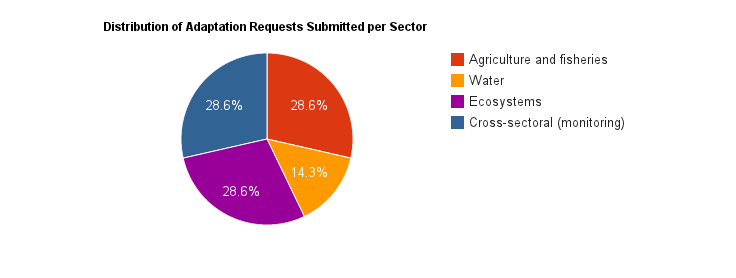 Distribution of Adaptation Requests Submitted per Sector
28.6%
28.6%
14.3%
28.6%
Agriculture and fisheries
Water
Ecosystems
Cross-sectoral (monitoring)